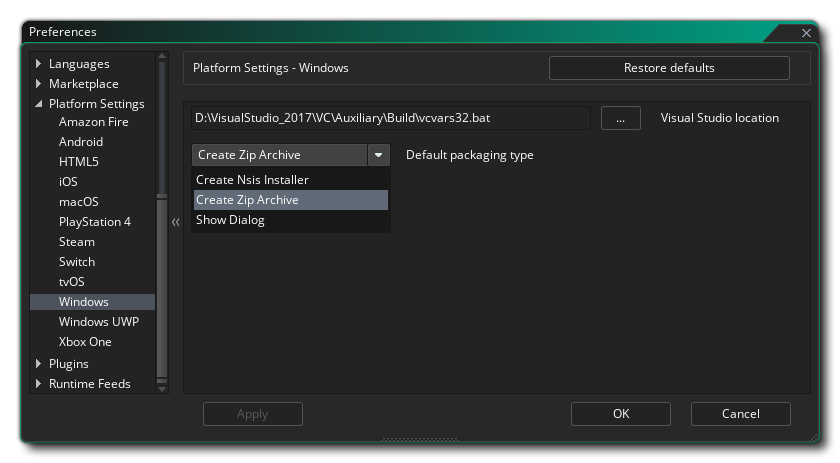 Preferences
Languages
Marketplace
Platform Settings
Amazon Fire
Android
HTML5
iOS
macOS
PlayStation 4
Steam
Switch
tvOS
Windows
Windows UWP
Xbox One
Plugins
Runtime Feeds
Platform Settings - Windows
Restore defaults
D:\VisualStudio_2017\VC\Auxiliary\Build\vcvars32.bat
...
Visual Studio location
Create Zip Archive
Default packaging type
Create Nsis Installer
Create Zip Archive
Show Dialog
Apply
OK
Cancel